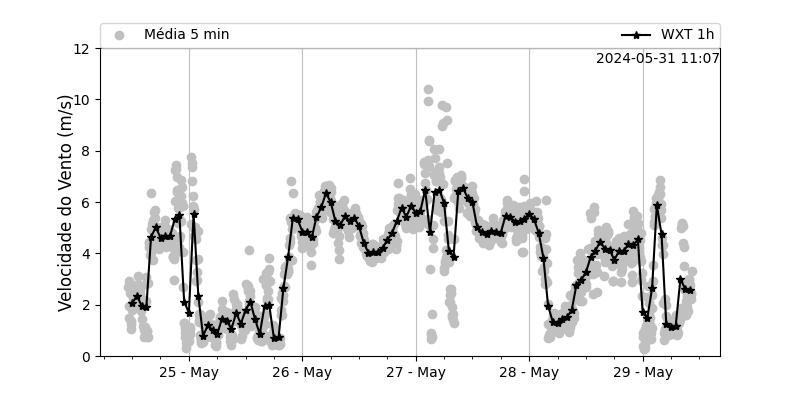 Média 5 min
WXT 1h
2024-05-31 11:07
Velocidade do Vento (m/s)
12
10
8
6
4
2
0
25 - May
26 - May
27 - May
28 - May
29 - May